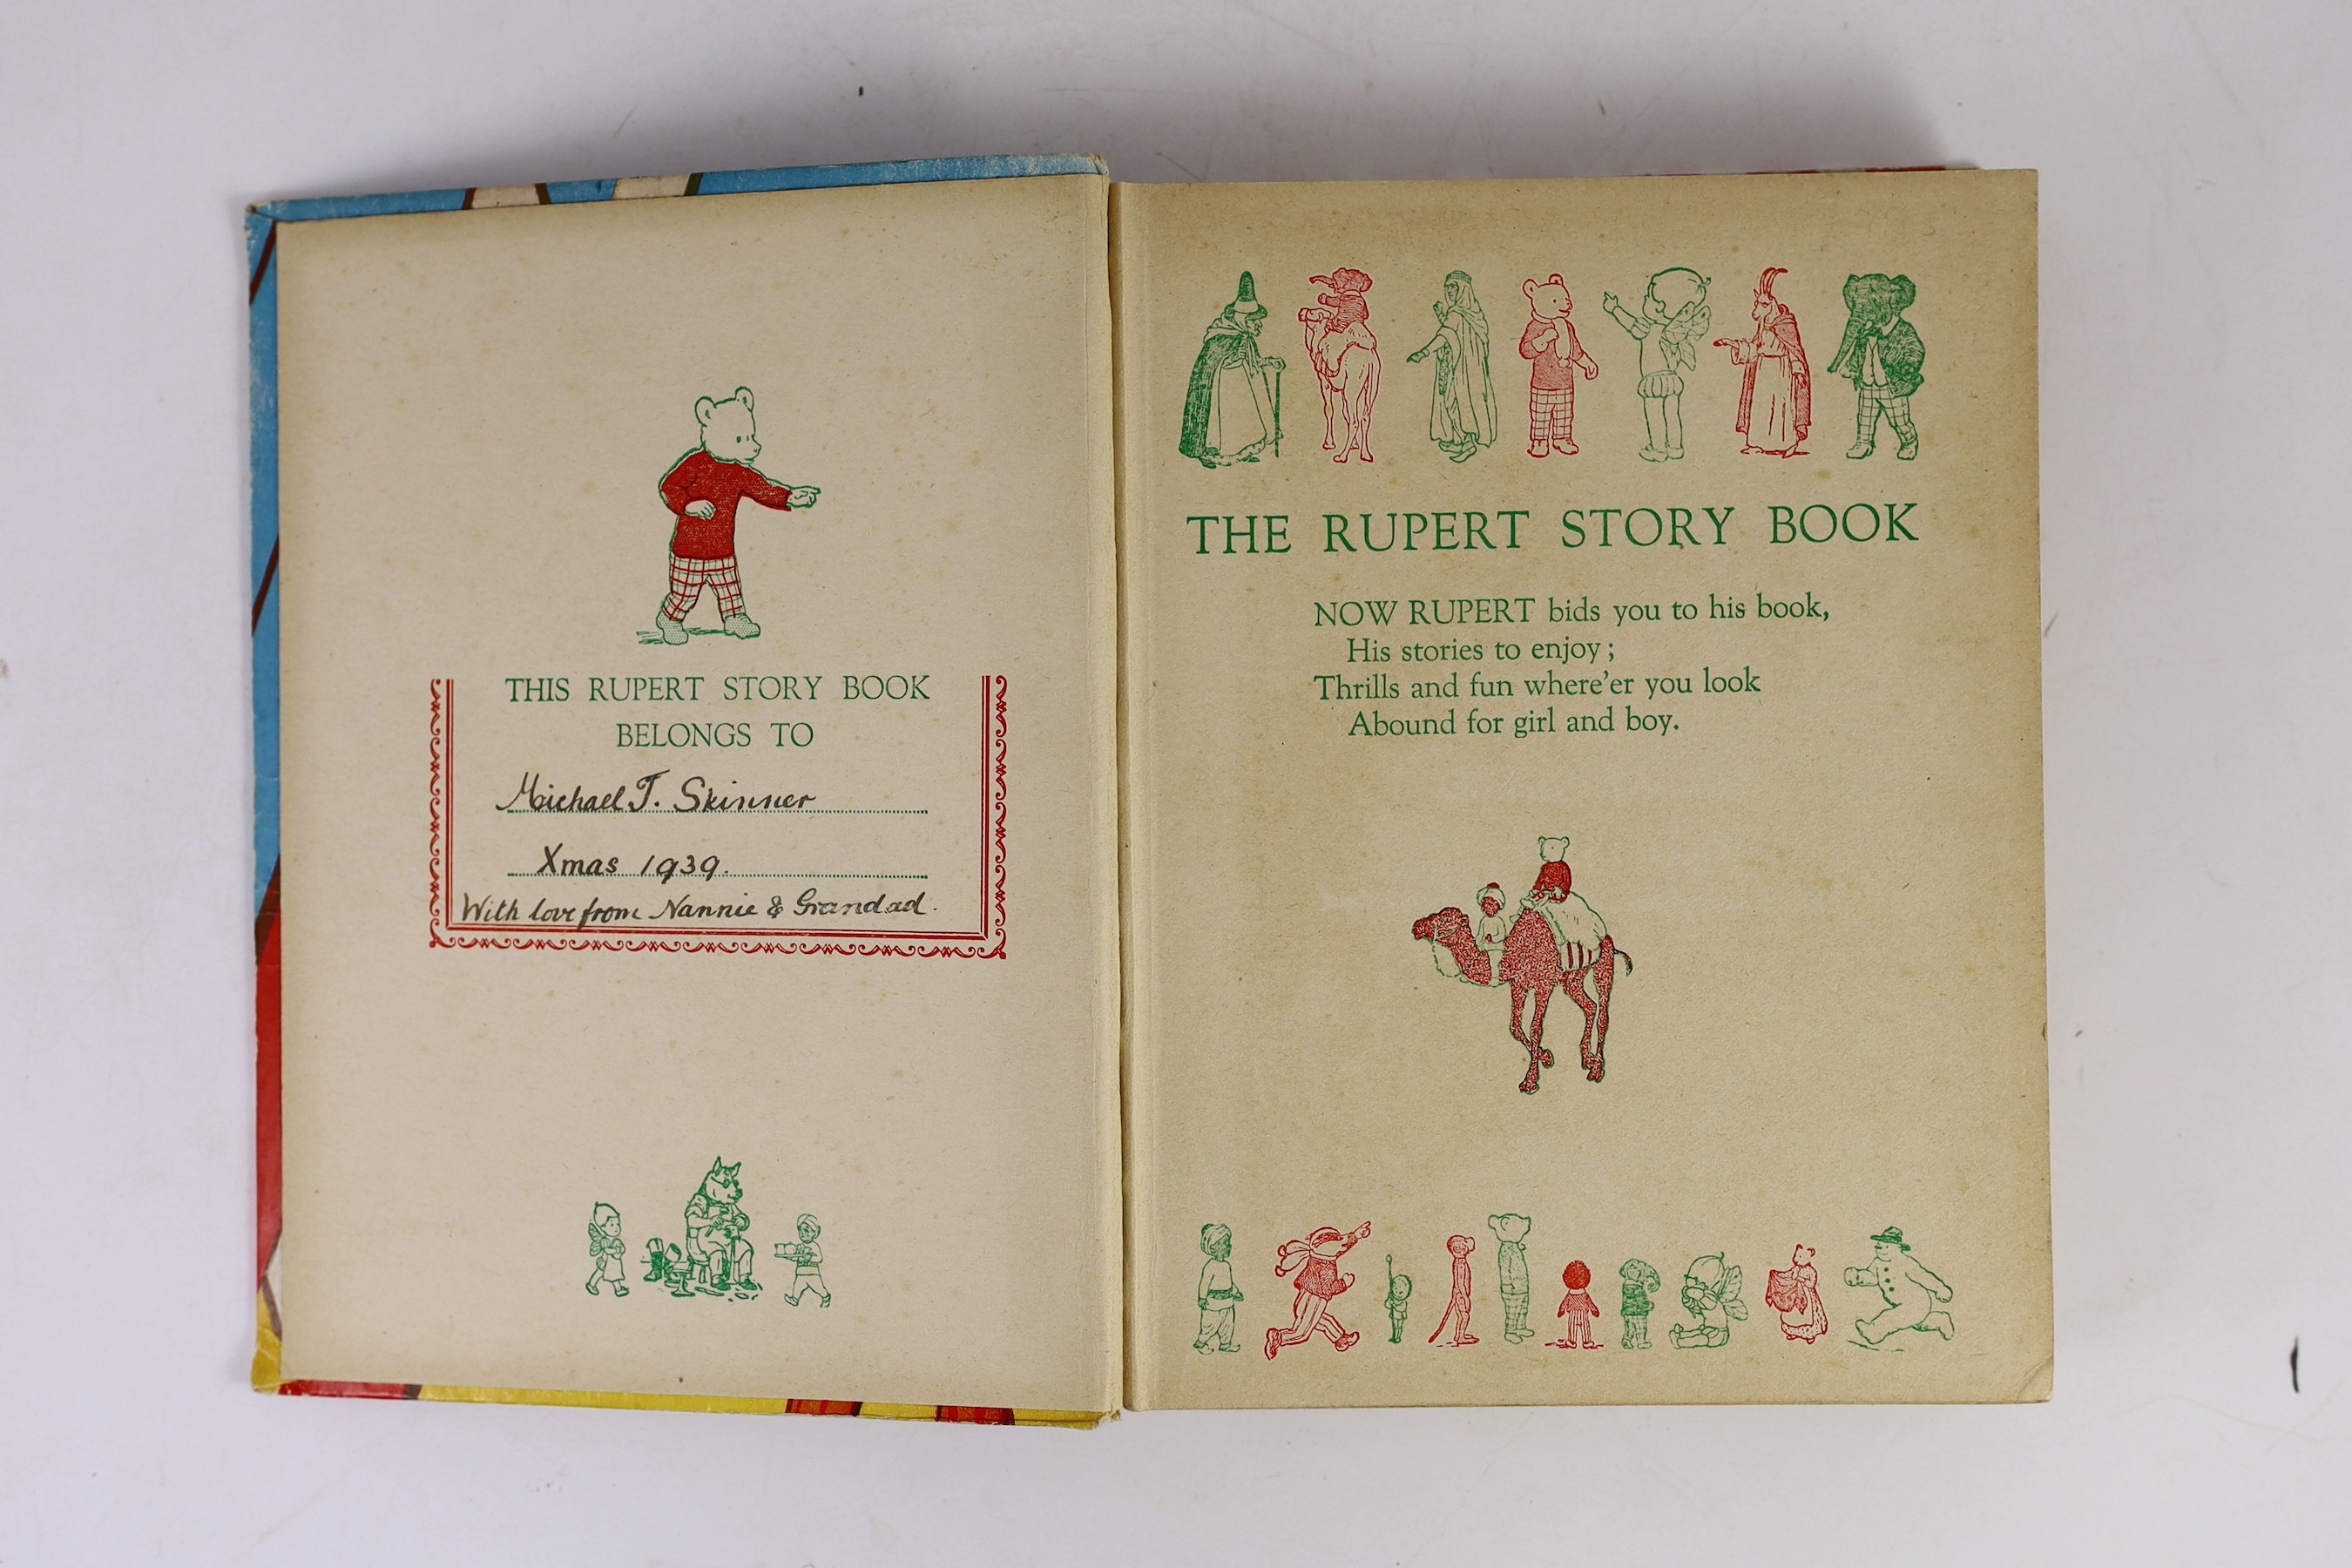 THIS RUPERT STORY BOOK
BELONGS TO
Michael T. Skinner
Xmas 1939.
With love from Nannie & Grandad.
THE RUPERT STORY BOOK
NOW RUPERT bids you to his book,
His stories to enjoy;
Thrills and fun where'er you look
Abound for girl and boy.